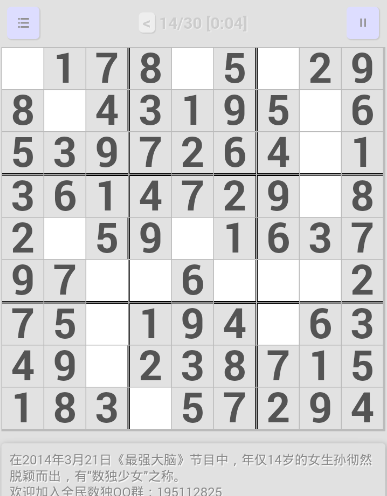 < 14/30 [0:04]
1 7 8 5 2 9
8 4 3 1 9 5 6
5 3 9 7 2 6 4 1
3 6 1 4 7 2 9 8
2 5 9 1 6 3 7
9 7 6 2
7 5 1 9 4 6 3
4 9 2 3 8 7 1 5
1 8 3 5 7 2 9 4
在2014年3月21日《最强大脑》节目中，年仅14岁的女生孙彻然
脱颖而出，有“数独少女”之称。
欢迎加入全民数独QQ群：195112825